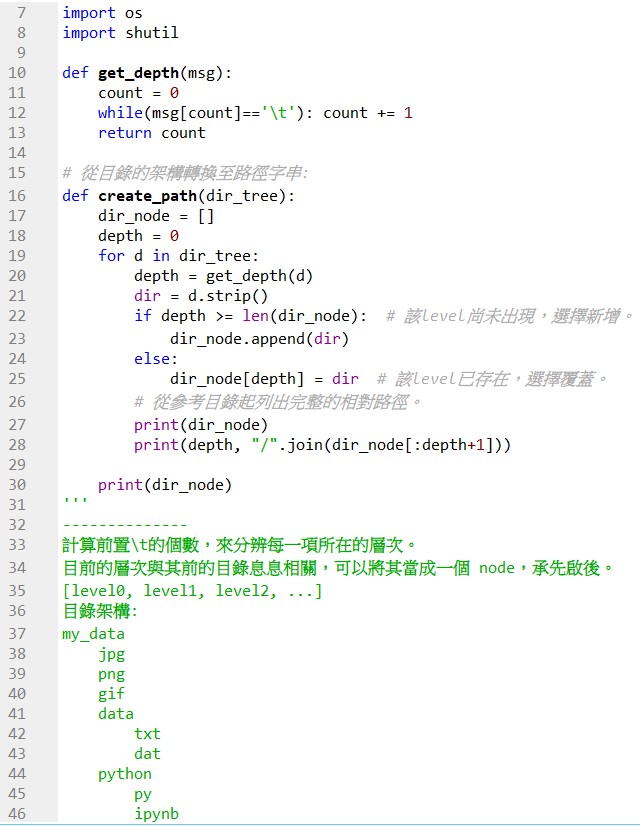 7 import os
8 import shutil
9
10 def get_depth(msg):
11     count = 0
12     while(msg[count]=='\t'): count += 1
13     return count
14
15 # 從目錄的架構轉換至路徑字串:
16 def create_path(dir_tree):
17     dir_node = []
18     depth = 0
19     for d in dir_tree:
20         depth = get_depth(d)
21         dir = d.strip()
22         if depth >= len(dir_node):  # 該level尚未出現，選擇新增。
23             dir_node.append(dir)
24         else:
25             dir_node[depth] = dir  # 該level已存在，選擇覆蓋。
26         # 從參考目錄起列出完整的相對路徑。
27         print(dir_node)
28         print(depth, "/".join(dir_node[:depth+1]))
29
30     print(dir_node)
31 '''
32 --------------
33 計算前置\t的個數，來分辨每一項所在的層次。
34 目前的層次與其前的目錄息息相關，可以將其當成一個 node，承先啟後。
35 [level0, level1, level2, ...]
36 目錄架構:
37 my_data
38     jpg
39     png
40     gif
41     data
42         txt
43         dat
44     python
45         py
46         ipynb